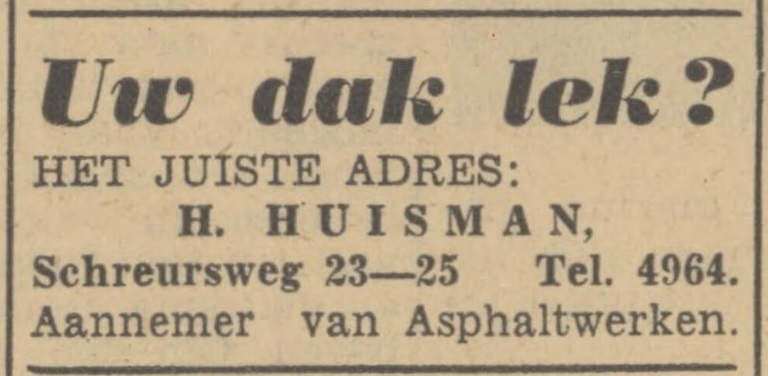 Uw dak lek?
HET JUISTE ADRES:
H. HUISMAN,
Schreursweg 23—25 Tel. 4964.
Aannemer van Asphaltwerken.